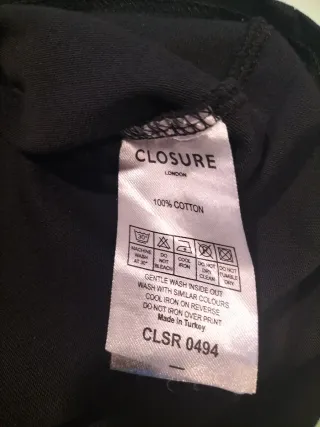 CLOSURE
LONDON
100% COTTON
30°
MACHINE WASH AT 30°
DO NOT BLEACH
COOL IRON
DO NOT DRY CLEAN
DO NOT TUMBLE DRY
GENTLE WASH INSIDE OUT
WASH WITH SIMILAR COLOURS
COOL IRON ON REVERSE
DO NOT IRON OVER PRINT
Made in Turkey
CLSR 0494